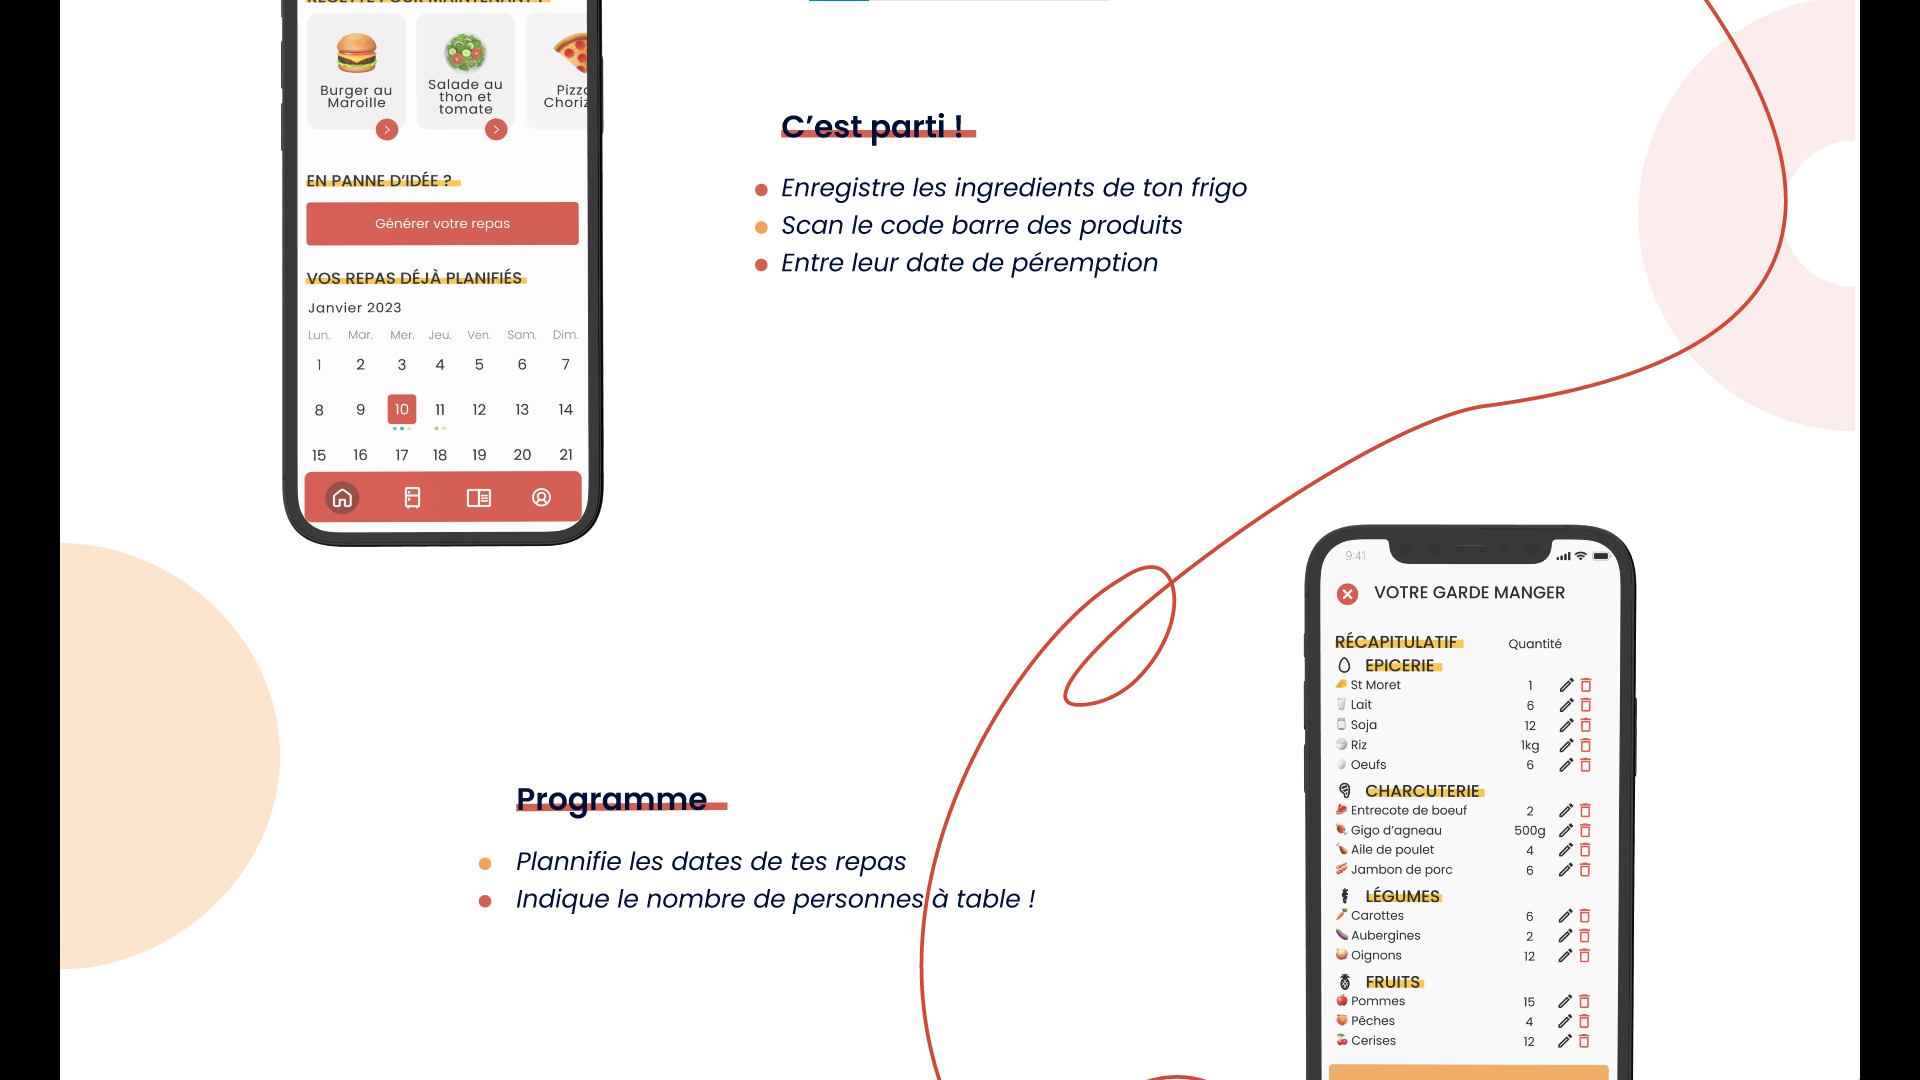 RECETTE POUR MAINTENANT ?
Burger au
Maroille
Salade au
thon et
tomate
EN PANNE D’IDÉE ?
Générer votre repas
VOS REPAS DÉJÀ PLANIFIÉS
Janvier 2023
Lun. Mar. Mer. Jeu. Ven. Sam. Dim.
1 2 3 4 5 6 7
8 9 10 11 12 13 14
15 16 17 18 19 20 21
C’est parti !
Enregistre les ingredients de ton frigo
Scan le code barre des produits
Entre leur date de péremption
Programme
Plannifie les dates de tes repas
Indique le nombre de personnes à table !
9:41
VOTRE GARDE MANGER
RÉCAPITULATIF Quantité
EPICERIE
St Moret 1
Lait 6
Soja 12
Riz 1kg
Oeufs 6
CHARCUTERIE
Entrecote de boeuf 2
Gigo d’agneau 500g
Aile de poulet 4
Jambon de porc 6
LÉGUMES
Carottes 6
Aubergines 2
Oignons 12
FRUITS
Pommes 15
Pêches 4
Cerises 12